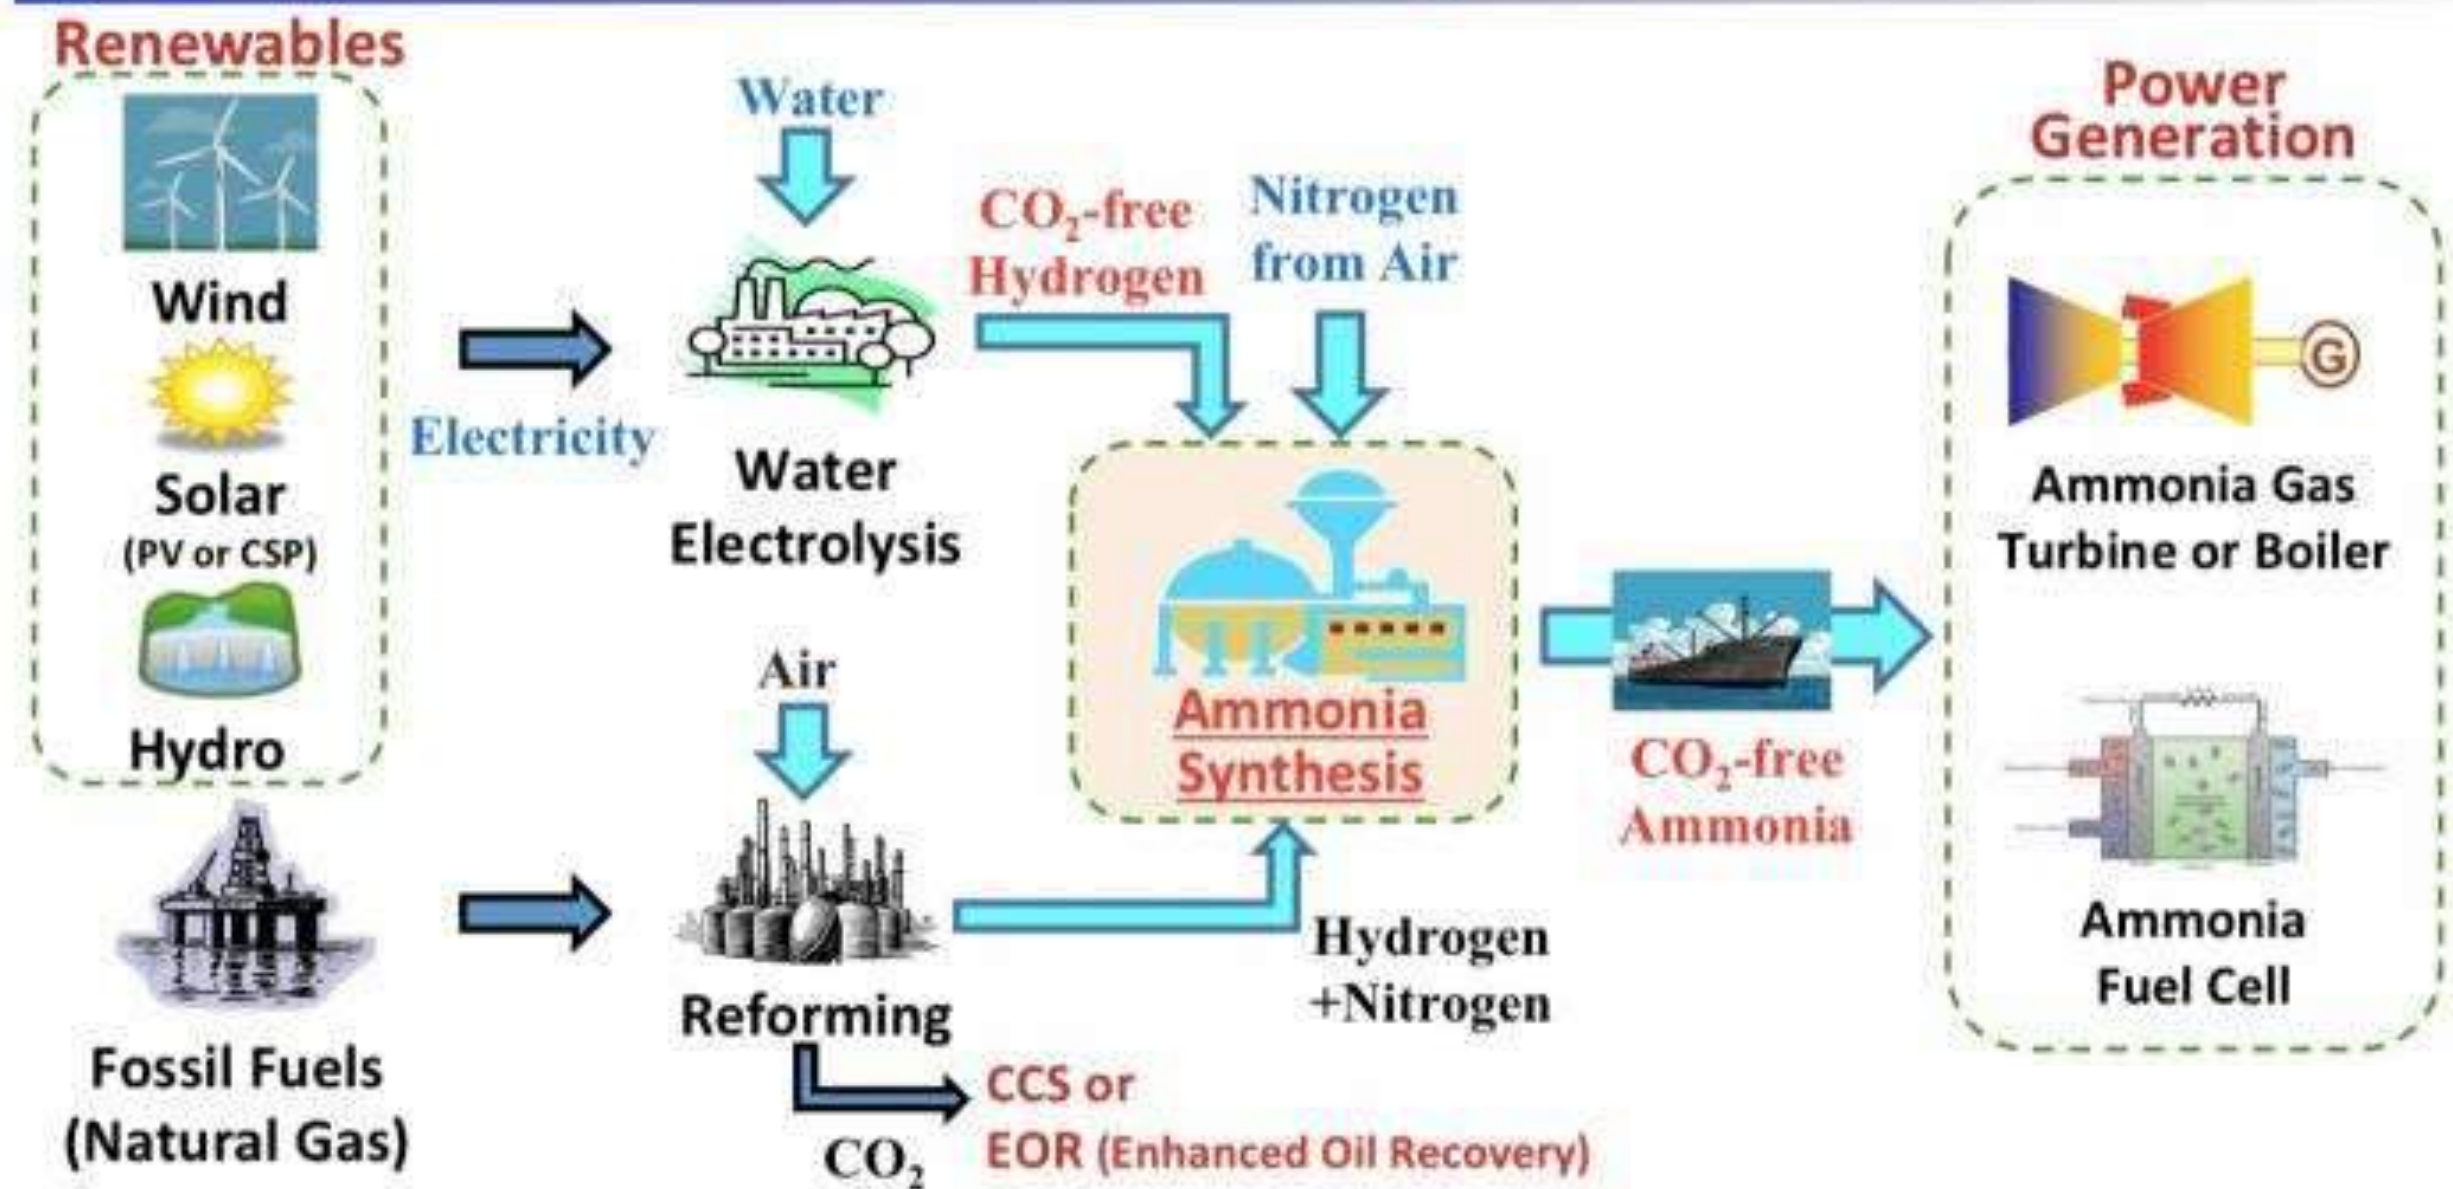 Renewables
Wind
Solar
(PV or CSP)
Hydro
Fossil Fuels
(Natural Gas)
Electricity
Water
Water
Electrolysis
Air
Reforming
CO₂
CCS or
EOR (Enhanced Oil Recovery)
CO₂-free
Hydrogen
Nitrogen
from Air
Ammonia
Synthesis
Hydrogen
+Nitrogen
CO₂-free
Ammonia
Power
Generation
G
Ammonia Gas
Turbine or Boiler
Ammonia
Fuel Cell